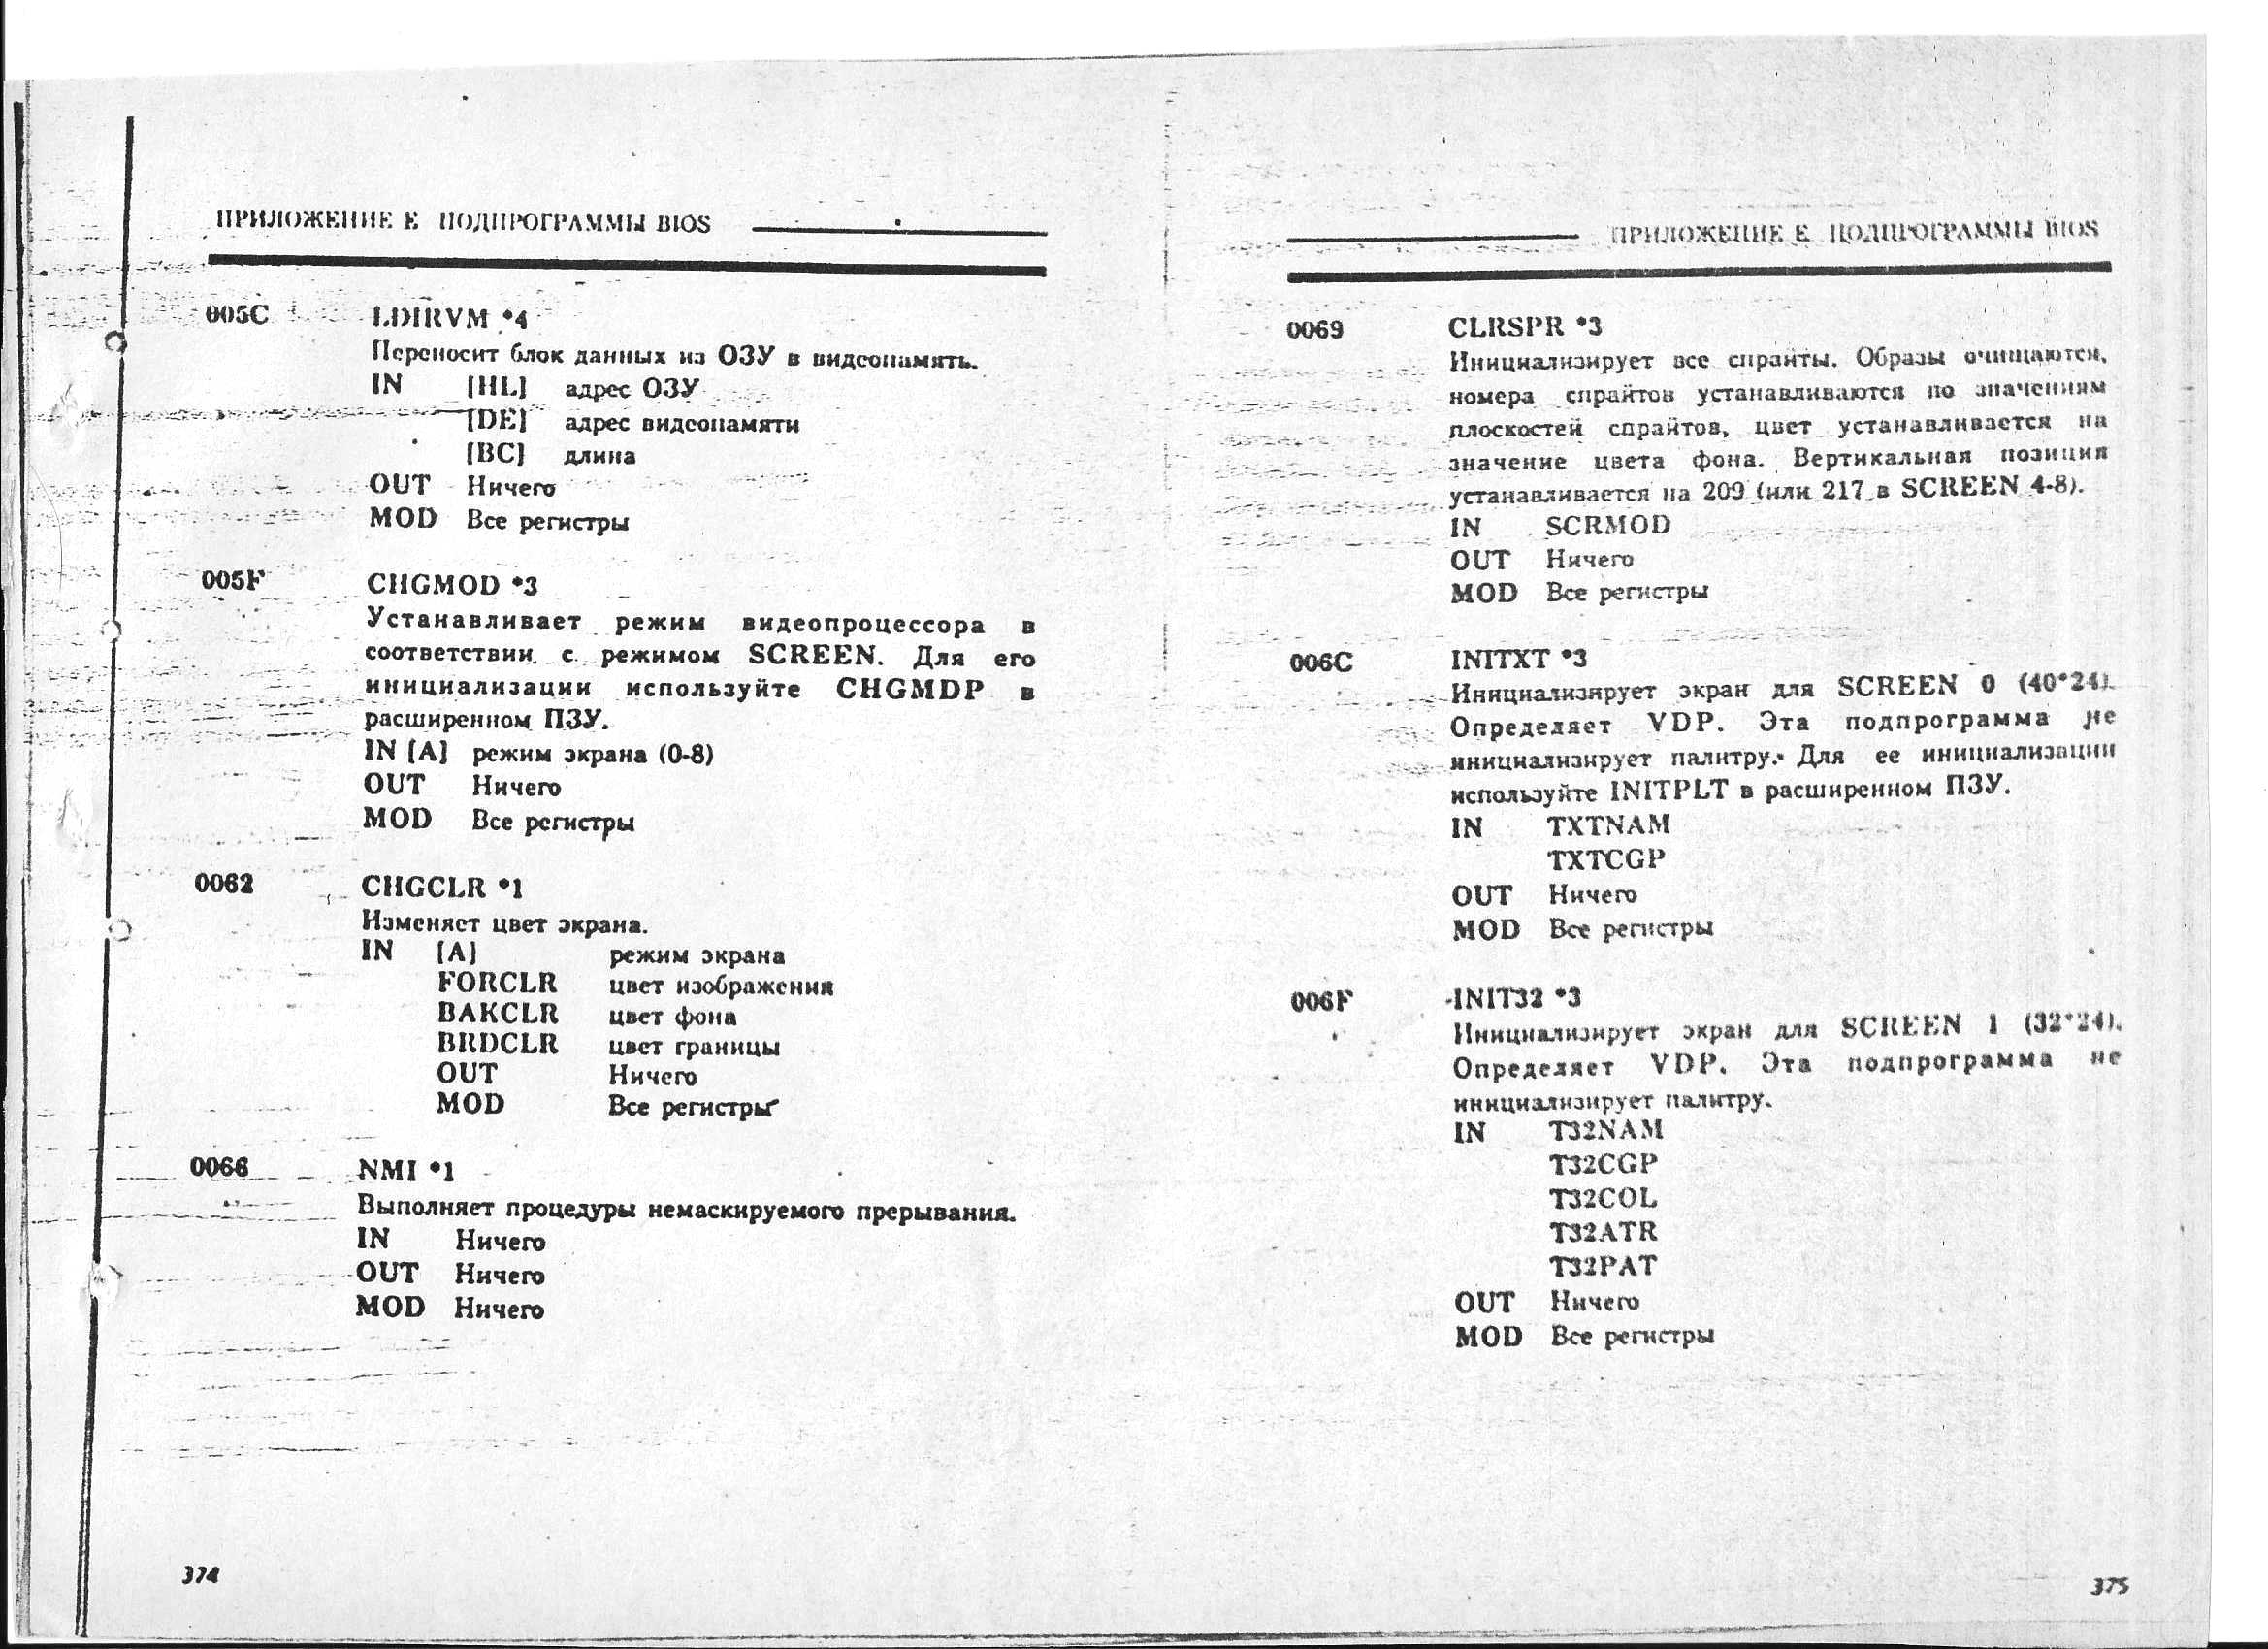 ПРИЛОЖЕНИЕ Е ПОДПРОГРАММЫ BIOS
005C LDIRVM *4
Переносит блок данных из ОЗУ в видеопамять.
IN [HL] адрес ОЗУ
[DE] адрес видеопамяти
[BC] длина
OUT Ничего
MOD Все регистры
005F CHGMOD *3
Устанавливает режим видеопроцессора в
соответствии с режимом SCREEN. Для его
инициализации используйте CHGMDP в
расширенном ПЗУ.
IN [A] режим экрана (0-8)
OUT Ничего
MOD Все регистры
0062 CHGCLR *1
Изменяет цвет экрана.
IN [A] режим экрана
FORCLR цвет изображения
BAKCLR цвет фона
BRDCLR цвет границы
OUT Ничего
MOD Все регистры
0066 NMI *1
Выполняет процедуры немаскируемого прерывания.
IN Ничего
OUT Ничего
MOD Ничего
374
ПРИЛОЖЕНИЕ Е ПОДПРОГРАММЫ BIOS
0069 CLRSPR *3
Инициализирует все спрайты. Образы очищаются,
номера спрайтов устанавливаются по значениям
плоскостей спрайтов, цвет устанавливается на
значение цвета фона. Вертикальная позиция
устанавливается на 209 (или 217 в SCREEN 4-8).
IN SCRMOD
OUT Ничего
MOD Все регистры
006C INITXT *3
Инициализирует экран для SCREEN 0 (40*24).
Определяет VDP. Эта подпрограмма не
инициализирует палитру. Для ее инициализации
используйте INITPLT в расширенном ПЗУ.
IN TXTNAM
TXTCGP
OUT Ничего
MOD Все регистры
006F INIT32 *3
Инициализирует экран для SCREEN 1 (32*24).
Определяет VDP. Эта подпрограмма не
инициализирует палитру.
IN T32NAM
T32CGP
T32COL
T32ATR
T32PAT
OUT Ничего
MOD Все регистры
375